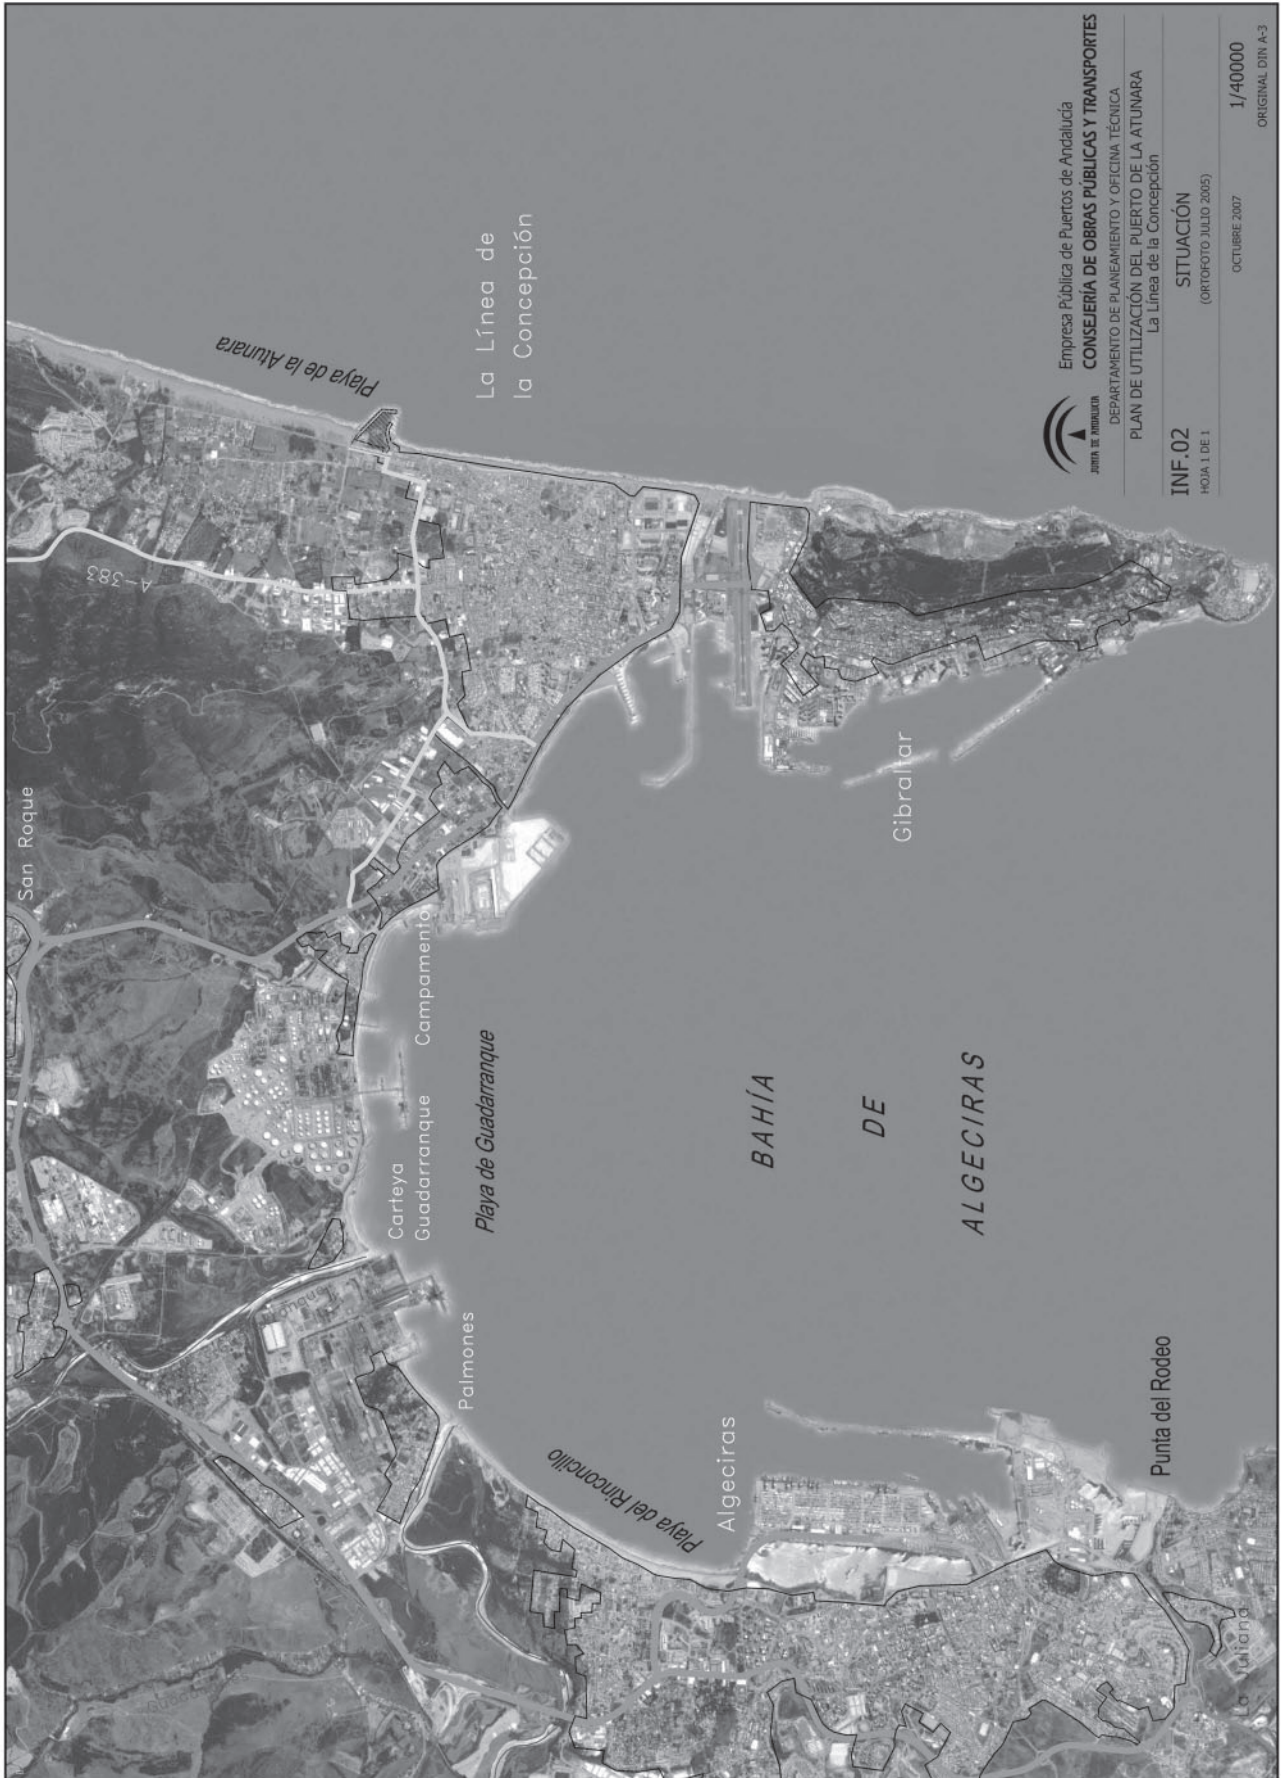 San Roque
A-383
Playa de la Atunara
La Línea de
la Concepción
Campamento
Carteya
Guadarranque
Playa de Guadarranque
Palmones
Playa del Rinconcillo
Algeciras
BAHÍA
DE
ALGECIRAS
Gibraltar
Punta del Rodeo
La Juliana
JUNTA DE ANDALUCIA
Empresa Pública de Puertos de Andalucía
CONSEJERÍA DE OBRAS PÚBLICAS Y TRANSPORTES
DEPARTAMENTO DE PLANEAMIENTO Y OFICINA TÉCNICA
PLAN DE UTILIZACIÓN DEL PUERTO DE LA ATUNARA
La Línea de la Concepción
INF.02
SITUACIÓN
HOJA 1 DE 1
(ORTOFOTO JULIO 2005)
OCTUBRE 2007
1/40000
ORIGINAL DIN A-3